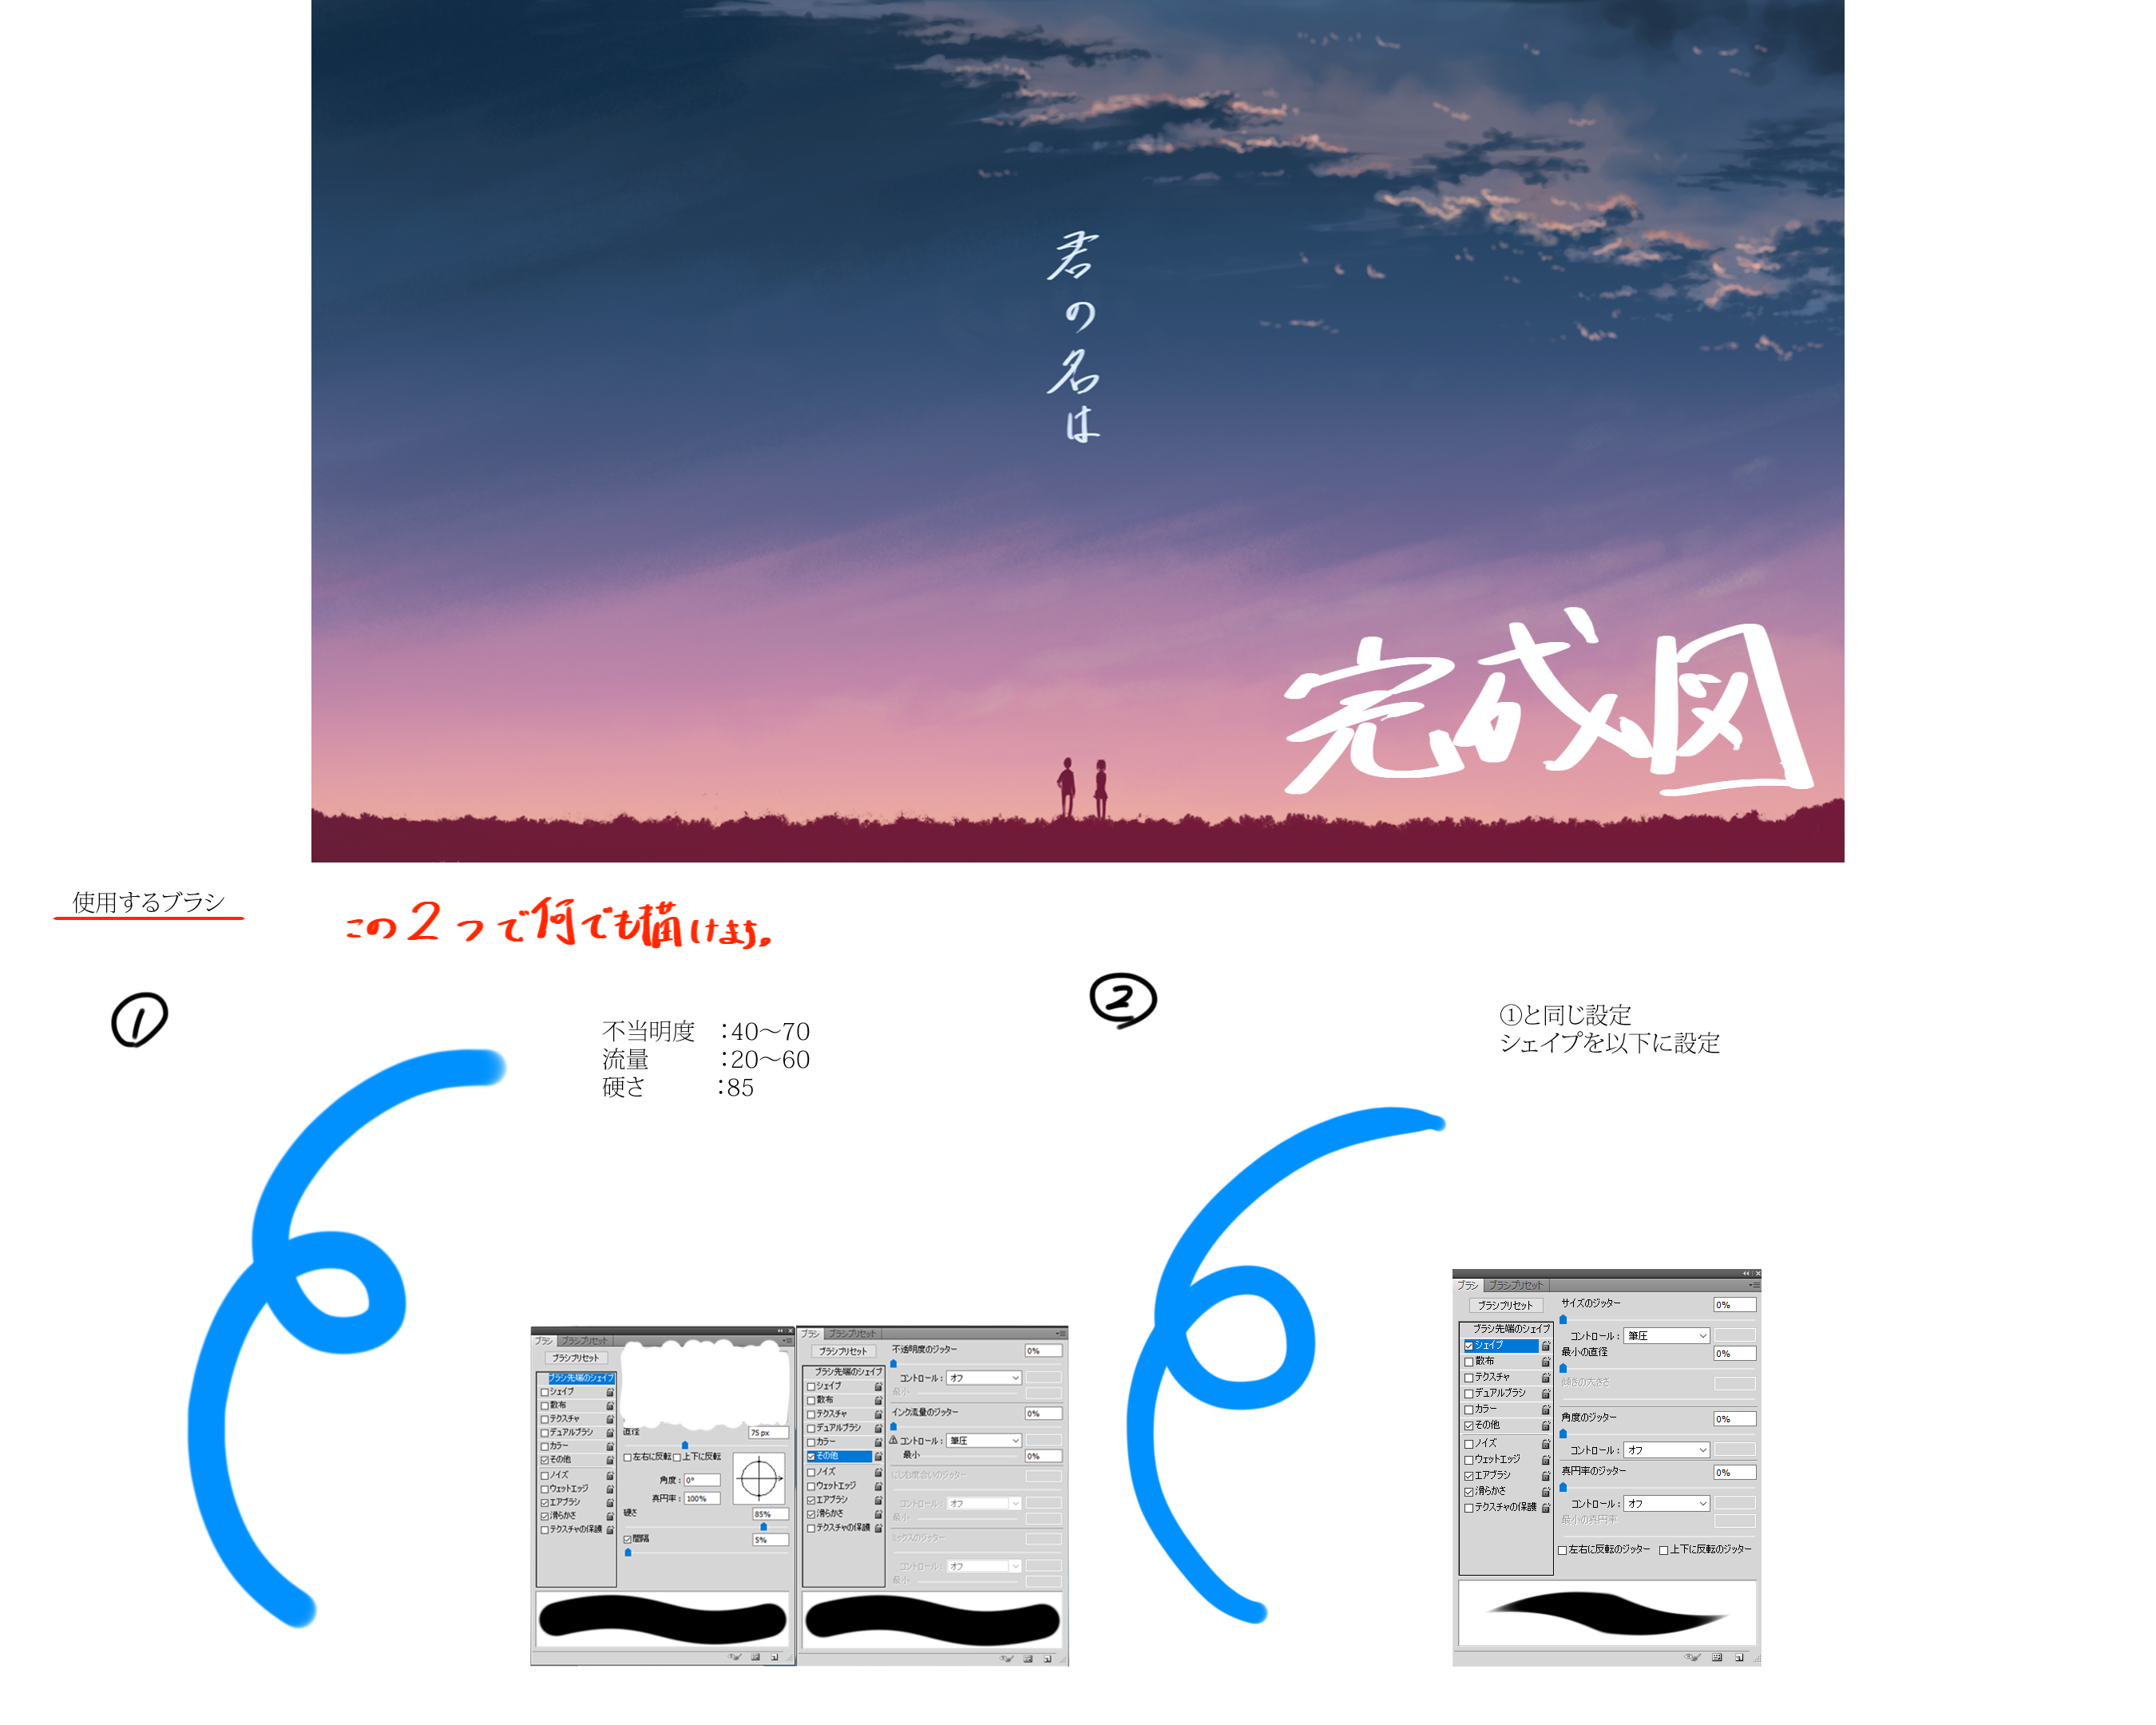 君の名は
完成図
使用するブラシ
この2つで何でも描けます。
①
不当明度　：40～70
流量　　　：20～60
硬さ　　　：85
②
①と同じ設定
シェイプを以下に設定
ブラシ　ブラシプリセット
ブラシプリセット
ブラシ先端のシェイプ
シェイプ
散布
テクスチャ
デュアルブラシ
カラー
その他
ノイズ
ウェットエッジ
エアブラシ
滑らかさ
テクスチャの保護
直径　75 px
左右に反転　上下に反転
角度：0°
真円率：100%
硬さ　85%
間隔　5%
ブラシ　ブラシプリセット
ブラシプリセット
ブラシ先端のシェイプ
シェイプ
散布
テクスチャ
デュアルブラシ
カラー
その他
ノイズ
ウェットエッジ
エアブラシ
滑らかさ
テクスチャの保護
不透明度のジッター　0%
コントロール：オフ
最小
インク流量のジッター　0%
コントロール：筆圧
最小　0%
にじむ度合いのジッター
コントロール：オフ
最小
ミックスのジッター
コントロール：オフ
最小
ブラシ　ブラシプリセット
ブラシプリセット
ブラシ先端のシェイプ
シェイプ
散布
テクスチャ
デュアルブラシ
カラー
その他
ノイズ
ウェットエッジ
エアブラシ
滑らかさ
テクスチャの保護
サイズのジッター　0%
コントロール：筆圧
最小の直径　0%
傾きの大きさ
角度のジッター　0%
コントロール：オフ
真円率のジッター　0%
コントロール：オフ
最小の真円率
左右に反転のジッター　上下に反転のジッター